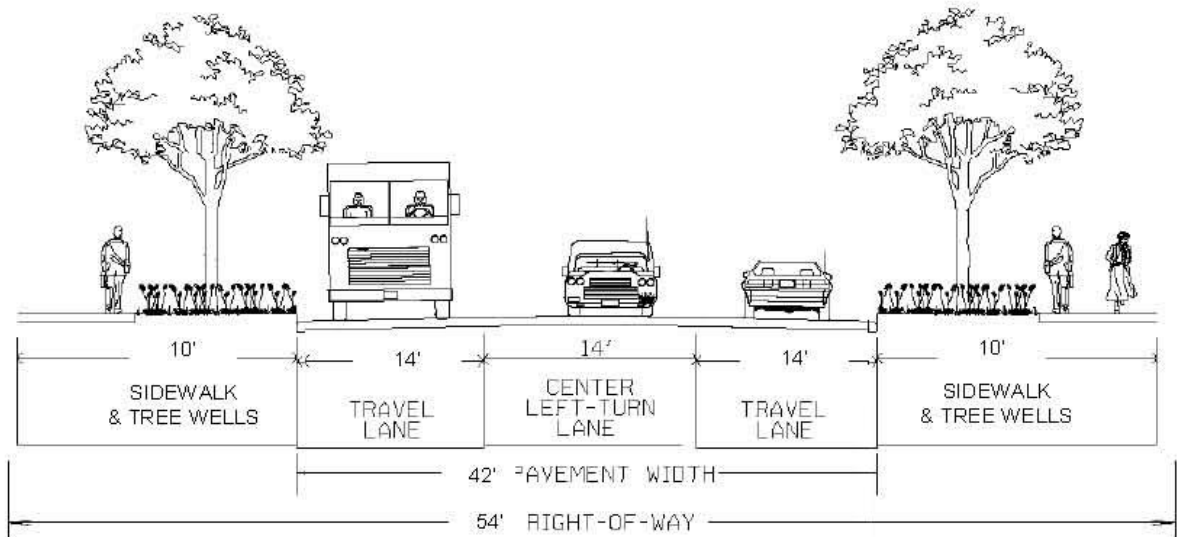 10'
14'
14'
14'
10'
SIDEWALK
& TREE WELLS
TRAVEL
LANE
CENTER
LEFT-TURN
LANE
TRAVEL
LANE
SIDEWALK
& TREE WELLS
42' PAVEMENT WIDTH
54' RIGHT-OF-WAY